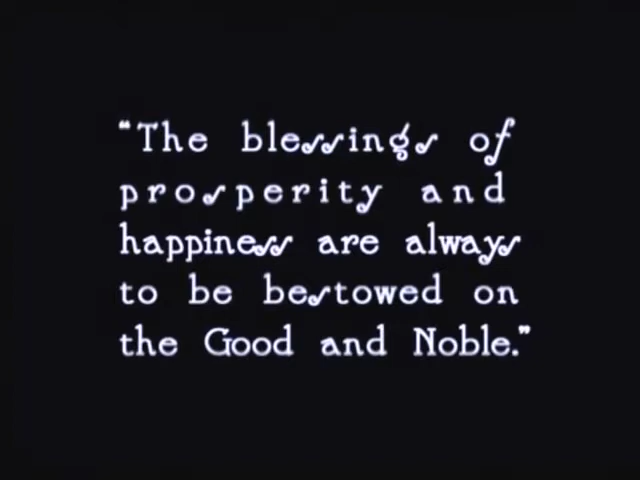 “The blessings of
prosperity and
happiness are always
to be bestowed on
the Good and Noble.”